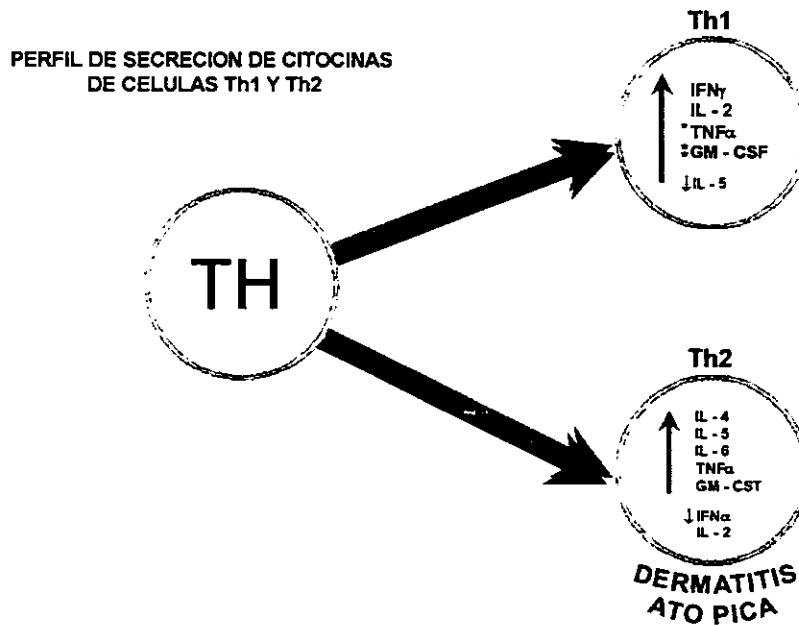 PERFIL DE SECRECION DE CITOCINAS
DE CELULAS Th1 Y Th2
TH
Th1
IFNγ
IL - 2
*TNFα
*GM - CSF
↓IL - 5
Th2
IL - 4
IL - 5
IL - 6
TNFα
GM - CST
↓IFNα
IL - 2
DERMATITIS
ATO PICA